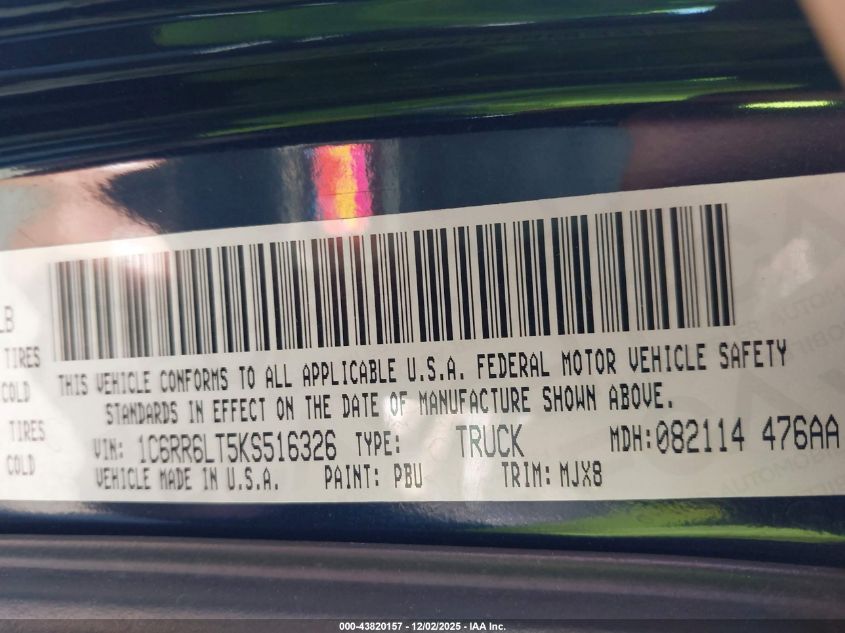 LB
TIRES
COLD
TIRES
COLD
THIS VEHICLE CONFORMS TO ALL APPLICABLE U.S.A. FEDERAL MOTOR VEHICLE SAFETY
STANDARDS IN EFFECT ON THE DATE OF MANUFACTURE SHOWN ABOVE.
VIN: 1C6RR6LT5KS516326 TYPE: TRUCK MDH:082114 476AA
VEHICLE MADE IN U.S.A. PAINT: PBU TRIM: MJX8
000-43820157 - 12/02/2025 - IAA Inc.